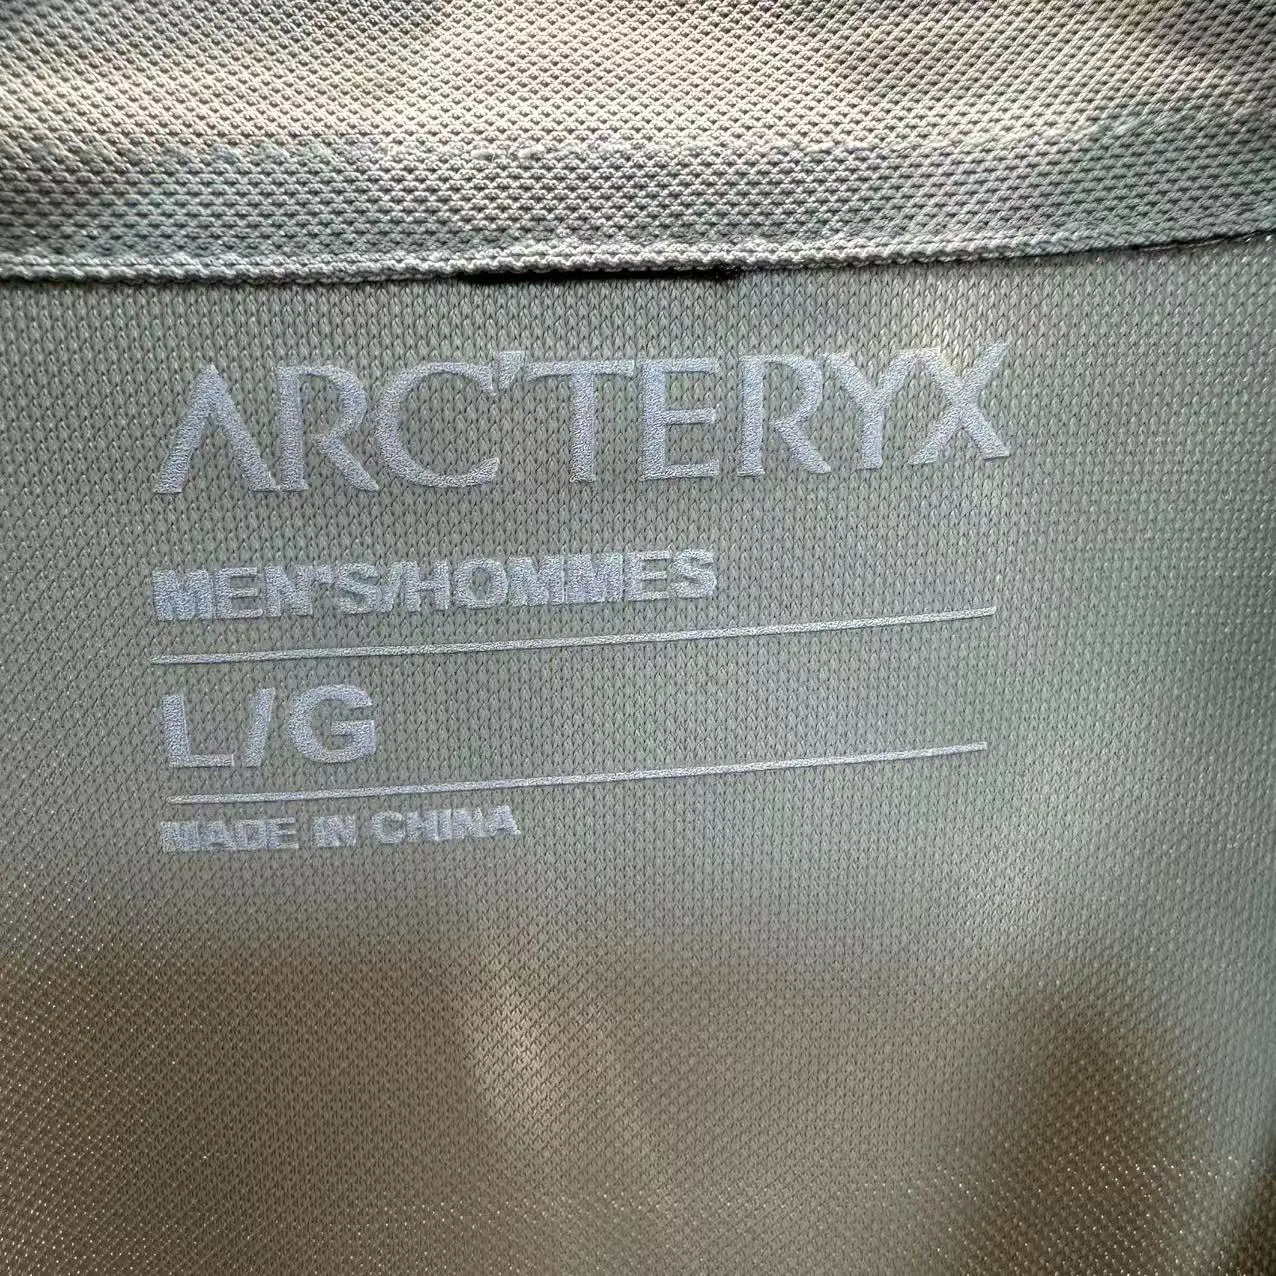 ARC'TERYX
MEN'S/HOMMES
L/G
MADE IN CHINA